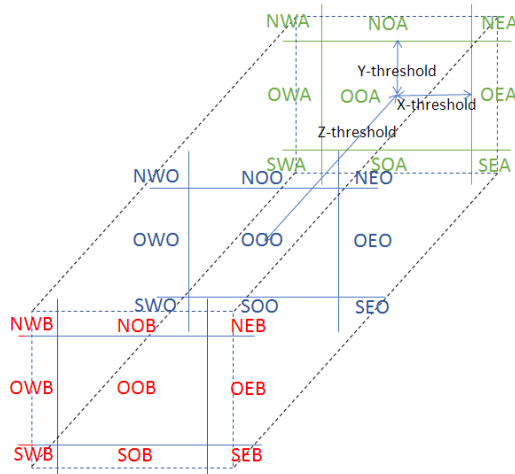 NWA NOA NEA
Y-threshold
OWA OOA OEA
X-threshold
Z-threshold
SWA SOA SEA
NWO NOO NEO
OWO OOO OEO
SWO SOO SEO
NWB NOB NEB
OWB OOB OEB
SWB SOB SEB